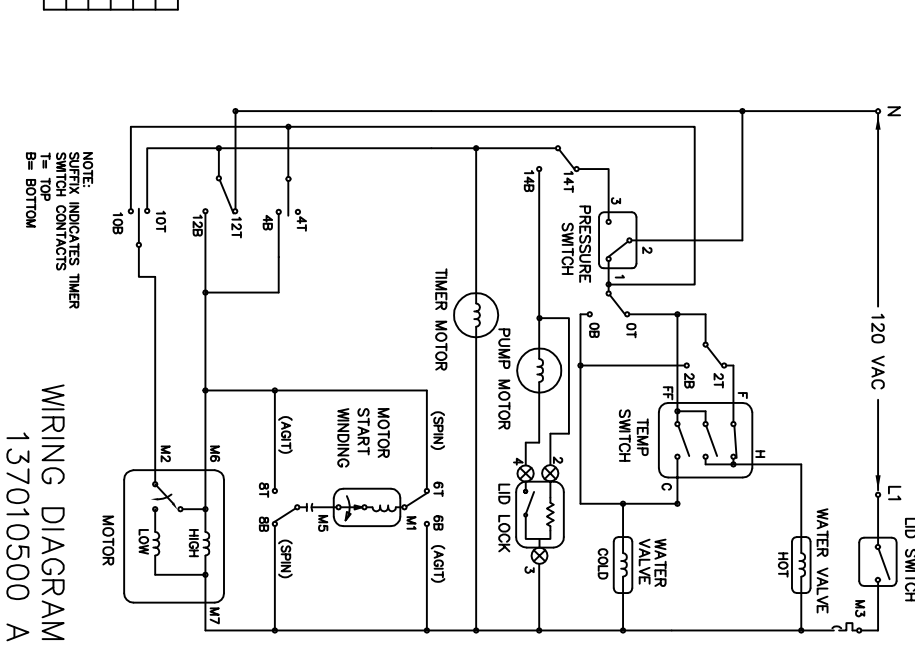 N
120 VAC
L1
LID SWITCH
M3
WATER VALVE
HOT
WATER
VALVE
COLD
3
2
1
PRESSURE
SWITCH
14T
14B
0T
0B
2T
2B
F
FF
H
C
TEMP
SWITCH
TIMER MOTOR
PUMP MOTOR
4
2
3
LID LOCK
4T
4B
12T
12B
10T
10B
NOTE:
SUFFIX INDICATES TIMER
SWITCH CONTACTS
T= TOP
B= BOTTOM
(SPIN)
6T
6B
(AGIT)
M1
MOTOR
START
WINDING
M5
(AGIT)
8T
8B
(SPIN)
M6
M2
M7
HIGH
LOW
MOTOR
WIRING DIAGRAM
137010500 A